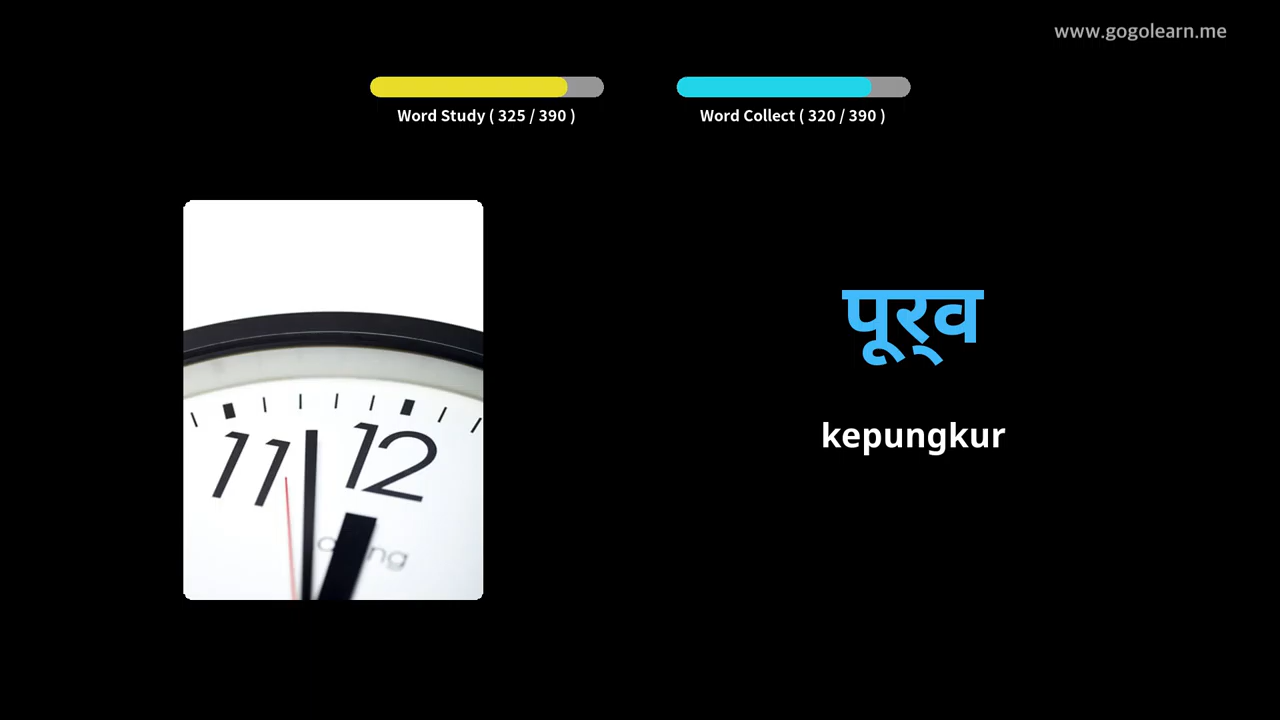 www.gogolearn.me
Word Study ( 325 / 390 )
Word Collect ( 320 / 390 )
पूर्‌व
kepungkur
11 12